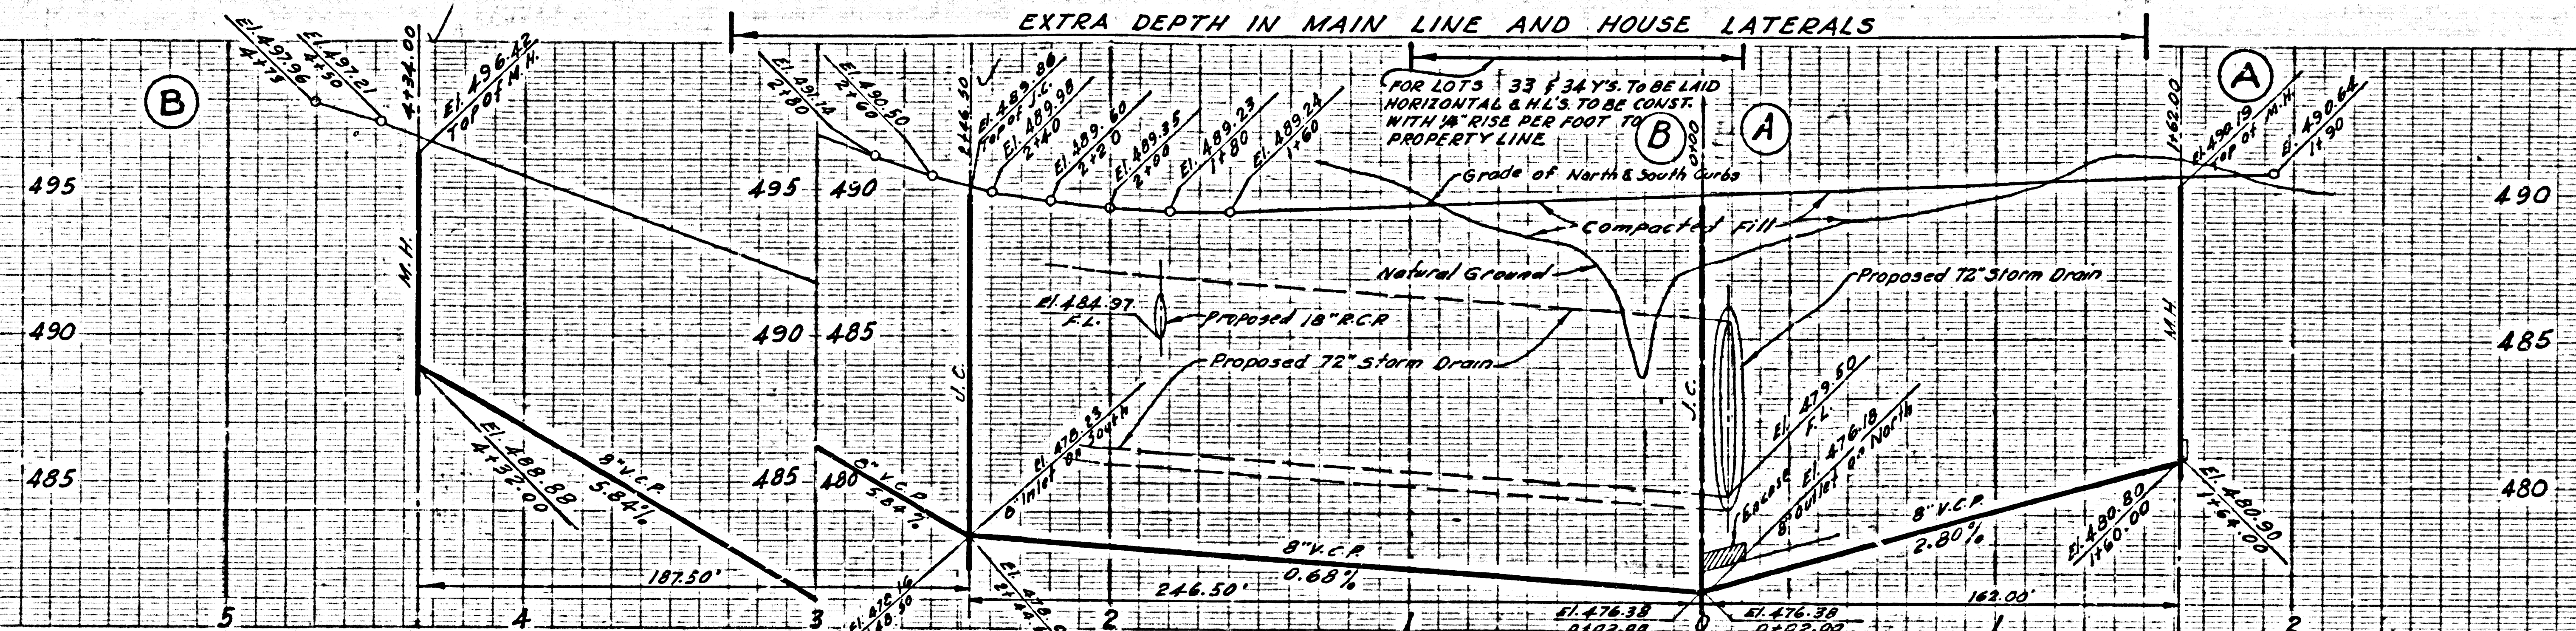 EXTRA DEPTH IN MAIN LINE AND HOUSE LATERALS
El. 497.96
4+78
El. 497.21
4+50
4+34.00
El. 496.42
TOP of M.H.
El. 491.14
2+80
El. 490.50
2+60
2+46.50
El. 489.86
Top of J.C.
El. 489.98
2+40
El. 489.60
2+20
El. 489.35
2+00
El. 489.23
1+80
El. 489.24
1+60
FOR LOTS 33 & 34 Y'S. TO BE LAID
HORIZONTAL & H.L'S. TO BE CONST.
WITH 1/4" RISE PER FOOT TO
PROPERTY LINE
B
B
A
0+00
1+62.00
A
El. 490.19
Top of M.H.
El. 490.64
1+90
495
495
490
490
Grade of North & South Curbs
Compacted Fill
Natural Ground
Proposed 72" Storm Drain
M.H.
El. 484.97
F.L.
Proposed 18" R.C.P.
490
490
485
485
M.H.
Proposed 72" Storm Drain
J.C.
J.C.
El. 479.50
F.L.
El. 476.18
8" Outlet on North
Encase
El. 478.23
8" Inlet on South
485
485
480
480
El. 488.88
4+32.00
8" V.C.P.
5.84%
8" V.C.P.
5.84%
8" V.C.P.
0.68%
8" V.C.P.
2.80%
El. 480.80
1+60.00
El. 480.90
1+64.00
187.50'
246.50'
162.00'
El. 476.38
El. 476.38
0+02.00
5
4
3
2
1
0
1
2